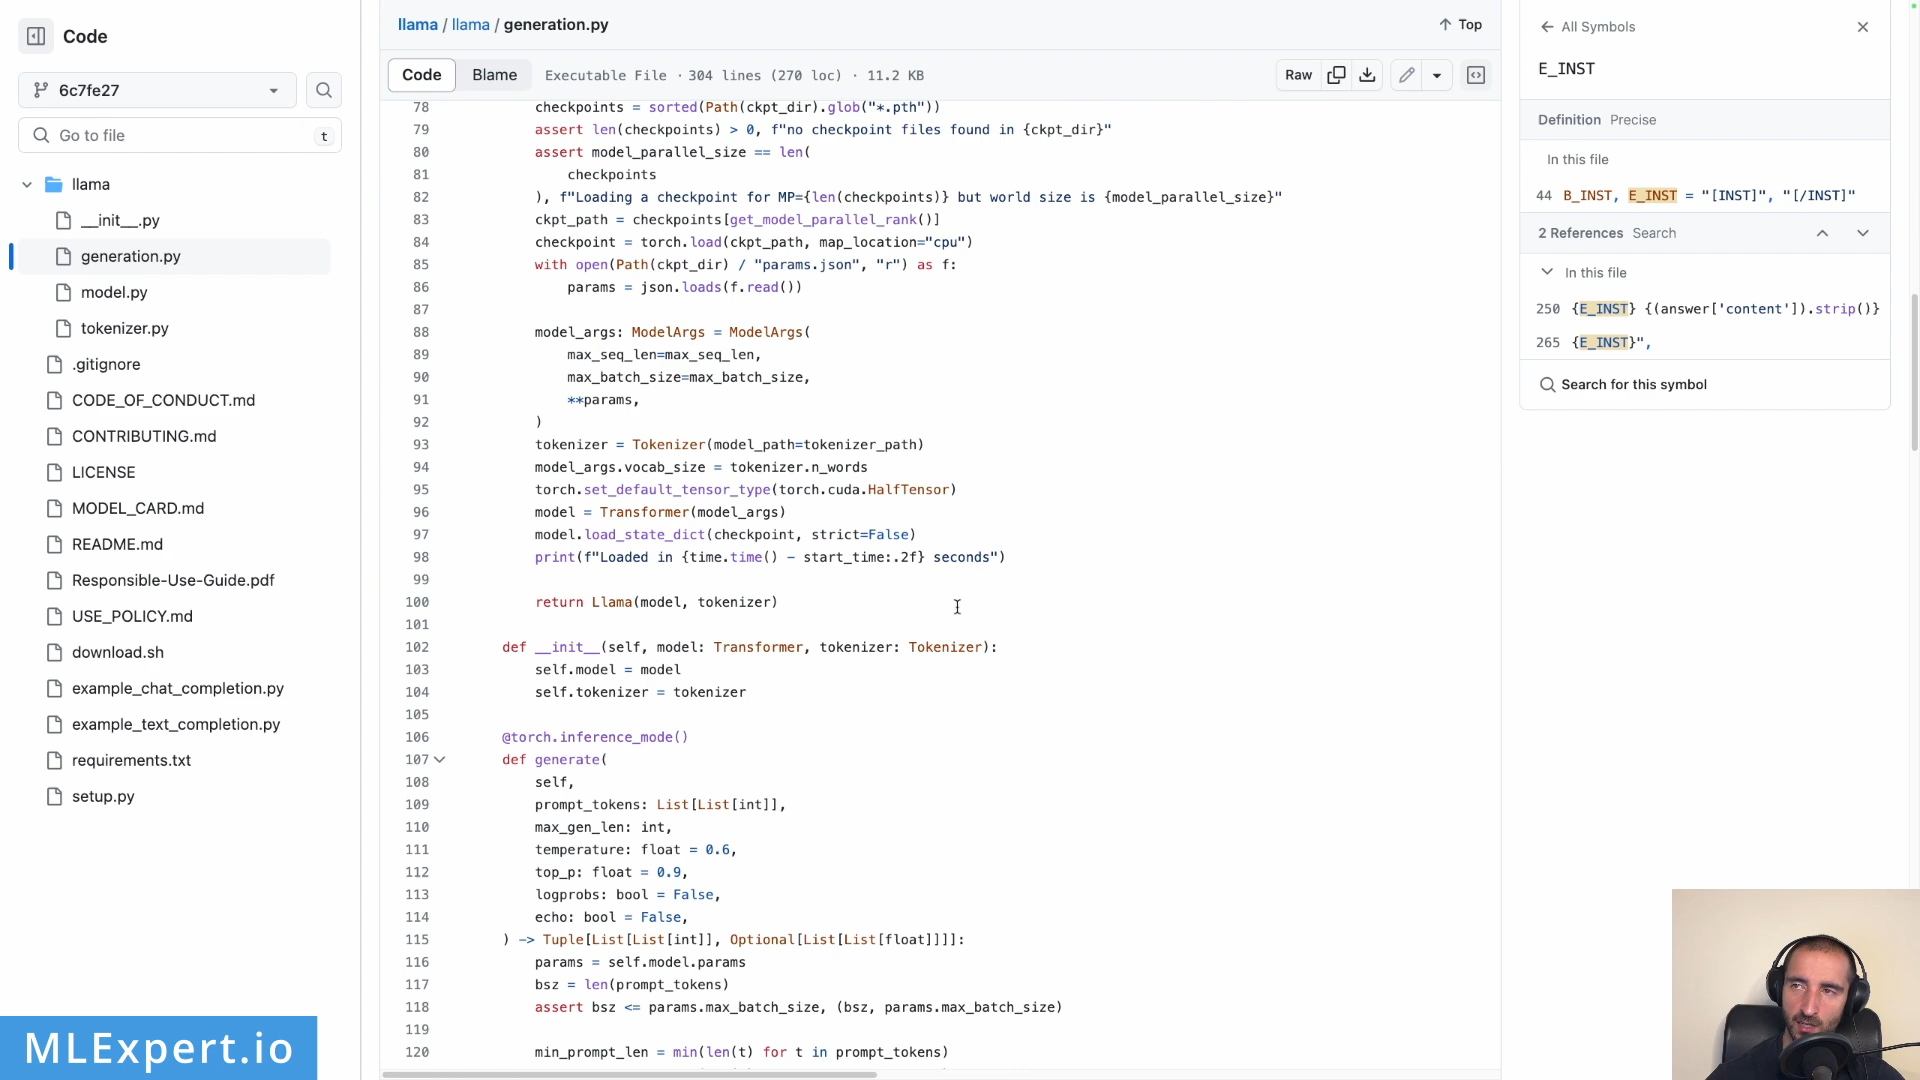 Code
6c7fe27
Go to file
t
llama
__init__.py
generation.py
model.py
tokenizer.py
.gitignore
CODE_OF_CONDUCT.md
CONTRIBUTING.md
LICENSE
MODEL_CARD.md
README.md
Responsible-Use-Guide.pdf
USE_POLICY.md
download.sh
example_chat_completion.py
example_text_completion.py
requirements.txt
setup.py
MLExpert.io
llama / llama / generation.py
Top
Code Blame Executable File · 304 lines (270 loc) · 11.2 KB
Raw
78 checkpoints = sorted(Path(ckpt_dir).glob("*.pth"))
79 assert len(checkpoints) > 0, f"no checkpoint files found in {ckpt_dir}"
80 assert model_parallel_size == len(
81 checkpoints
82 ), f"Loading a checkpoint for MP={len(checkpoints)} but world size is {model_parallel_size}"
83 ckpt_path = checkpoints[get_model_parallel_rank()]
84 checkpoint = torch.load(ckpt_path, map_location="cpu")
85 with open(Path(ckpt_dir) / "params.json", "r") as f:
86 params = json.loads(f.read())
87
88 model_args: ModelArgs = ModelArgs(
89 max_seq_len=max_seq_len,
90 max_batch_size=max_batch_size,
91 **params,
92 )
93 tokenizer = Tokenizer(model_path=tokenizer_path)
94 model_args.vocab_size = tokenizer.n_words
95 torch.set_default_tensor_type(torch.cuda.HalfTensor)
96 model = Transformer(model_args)
97 model.load_state_dict(checkpoint, strict=False)
98 print(f"Loaded in {time.time() - start_time:.2f} seconds")
99
100 return Llama(model, tokenizer)
101
102 def __init__(self, model: Transformer, tokenizer: Tokenizer):
103 self.model = model
104 self.tokenizer = tokenizer
105
106 @torch.inference_mode()
107 def generate(
108 self,
109 prompt_tokens: List[List[int]],
110 max_gen_len: int,
111 temperature: float = 0.6,
112 top_p: float = 0.9,
113 logprobs: bool = False,
114 echo: bool = False,
115 ) -> Tuple[List[List[int]], Optional[List[List[float]]]]:
116 params = self.model.params
117 bsz = len(prompt_tokens)
118 assert bsz <= params.max_batch_size, (bsz, params.max_batch_size)
119
120 min_prompt_len = min(len(t) for t in prompt_tokens)
All Symbols
E_INST
Definition Precise
In this file
44 B_INST, E_INST = "[INST]", "[/INST]"
2 References Search
In this file
250 {E_INST} {(answer['content']).strip()}
265 {E_INST}",
Search for this symbol